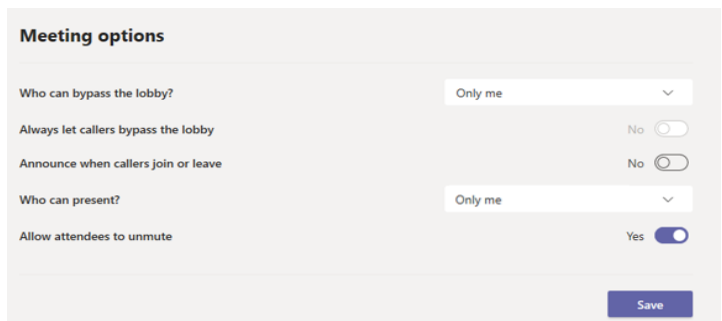 Meeting options
Who can bypass the lobby? Only me
Always let callers bypass the lobby No
Announce when callers join or leave No
Who can present? Only me
Allow attendees to unmute Yes
Save